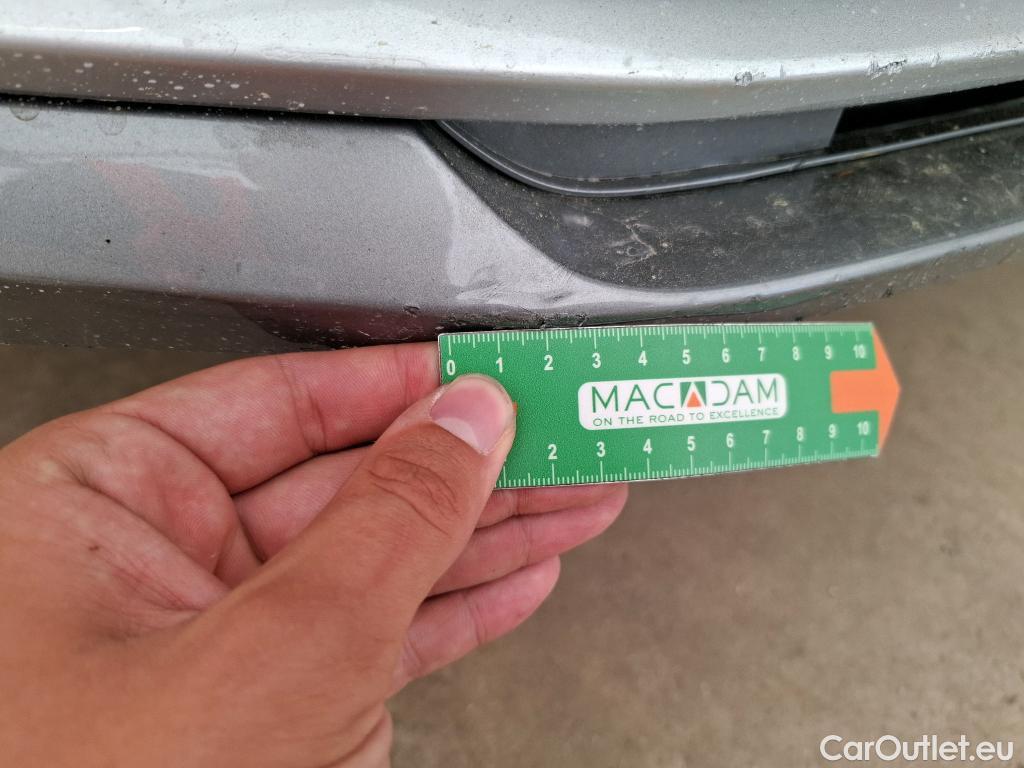 0 1 2 3 4 5 6 7 8 9 10
MACADAM
ON THE ROAD TO EXCELLENCE
2 3 4 5 6 7 8 9 10
CarOutlet.eu